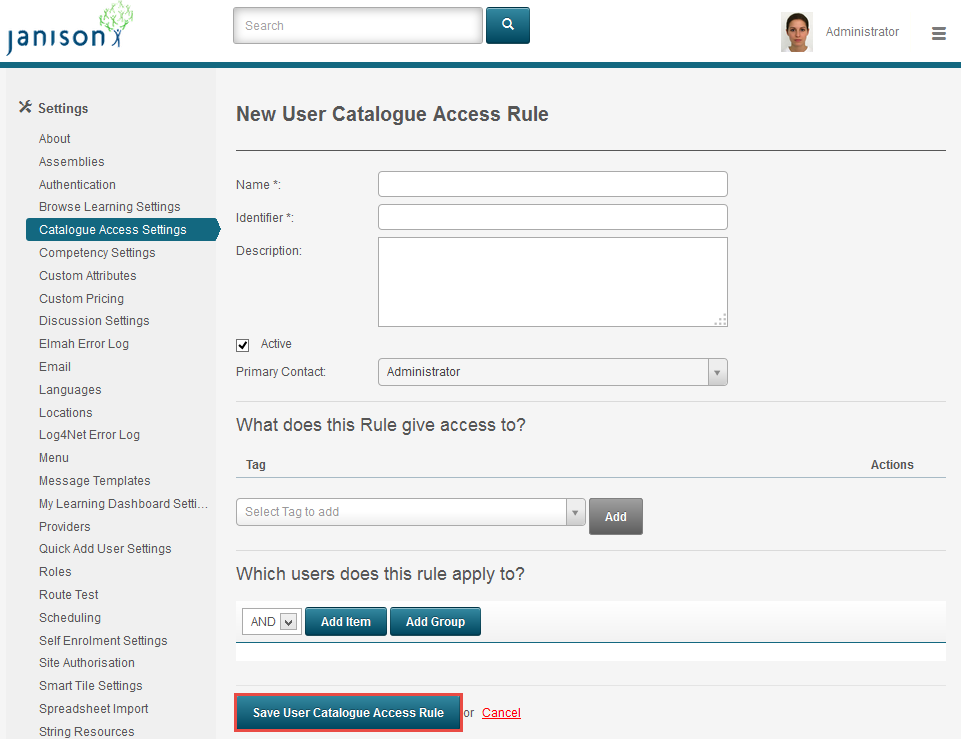 janison
Search
Administrator
Settings
About
Assemblies
Authentication
Browse Learning Settings
Catalogue Access Settings
Competency Settings
Custom Attributes
Custom Pricing
Discussion Settings
Elmah Error Log
Email
Languages
Locations
Log4Net Error Log
Menu
Message Templates
My Learning Dashboard Setti...
Providers
Quick Add User Settings
Roles
Route Test
Scheduling
Self Enrolment Settings
Site Authorisation
Smart Tile Settings
Spreadsheet Import
String Resources
New User Catalogue Access Rule
Name *:
Identifier *:
Description:
Active
Primary Contact: Administrator
What does this Rule give access to?
Tag Actions
Select Tag to add Add
Which users does this rule apply to?
AND Add Item Add Group
Save User Catalogue Access Rule or Cancel